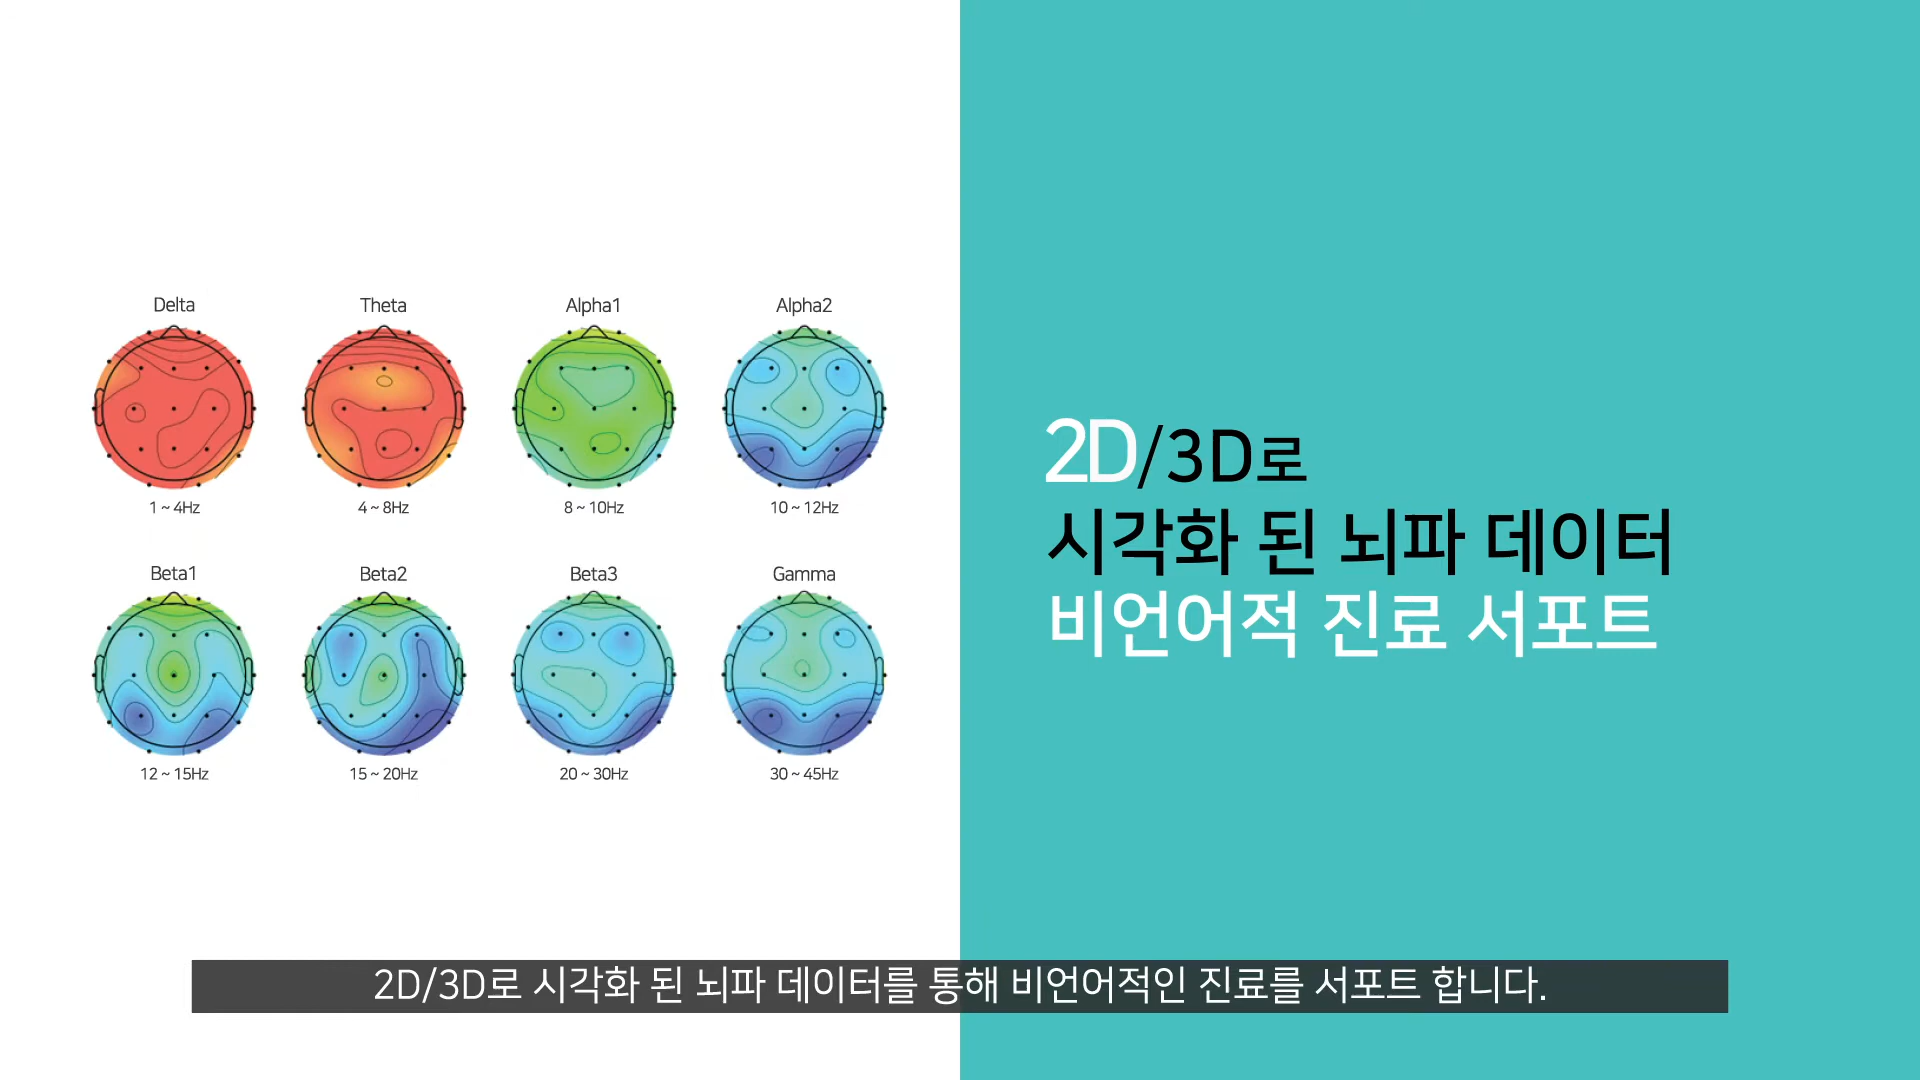 Delta Theta Alpha1 Alpha2
1 ~ 4Hz 4 ~ 8Hz 8 ~ 10Hz 10 ~ 12Hz
Beta1 Beta2 Beta3 Gamma
12 ~ 15Hz 15 ~ 20Hz 20 ~ 30Hz 30 ~ 45Hz
2D/3D로
시각화 된 뇌파 데이터
비언어적 진료 서포트
2D/3D로 시각화 된 뇌파 데이터를 통해 비언어적인 진료를 서포트 합니다.